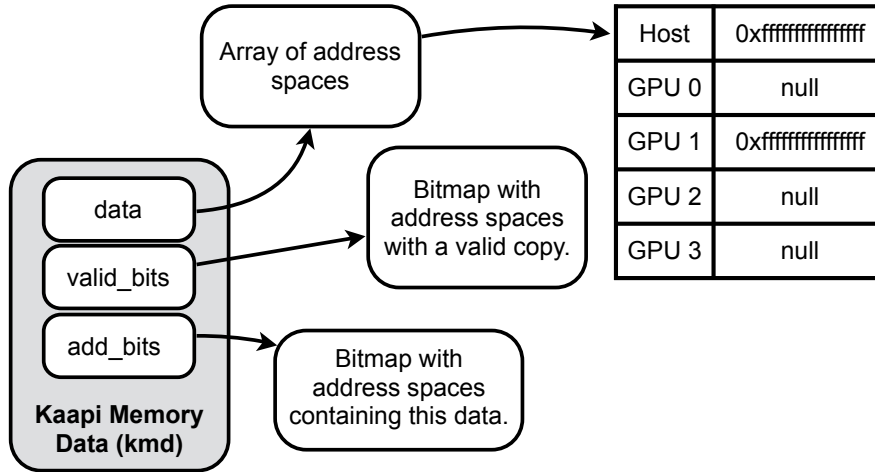 Array of address
spaces
Host 0xffffffffffffffff
GPU 0 null
GPU 1 0xffffffffffffffff
GPU 2 null
GPU 3 null
data
valid_bits
add_bits
Kaapi Memory
Data (kmd)
Bitmap with
address spaces
with a valid copy.
Bitmap with
address spaces
containing this data.